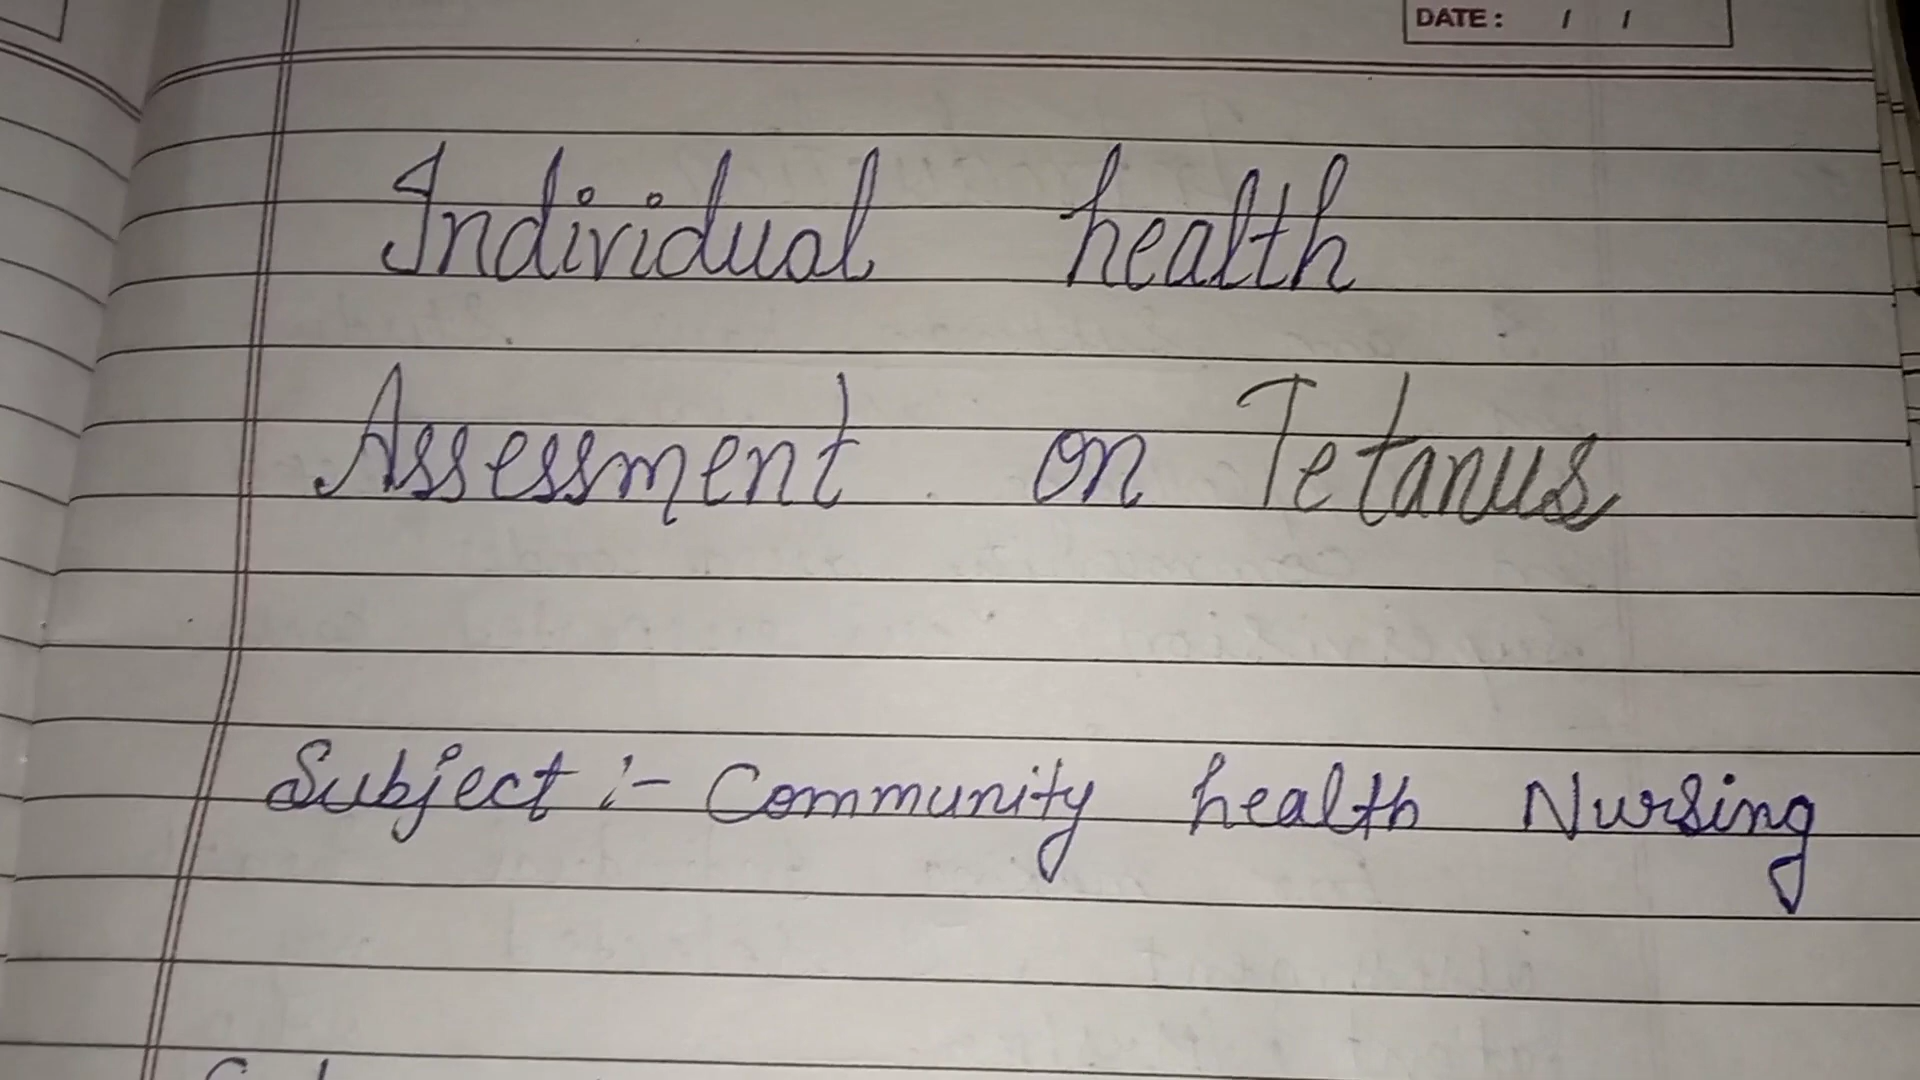 DATE: / /
Individual health
Assessment on Tetanus
Subject :- Community health Nursing